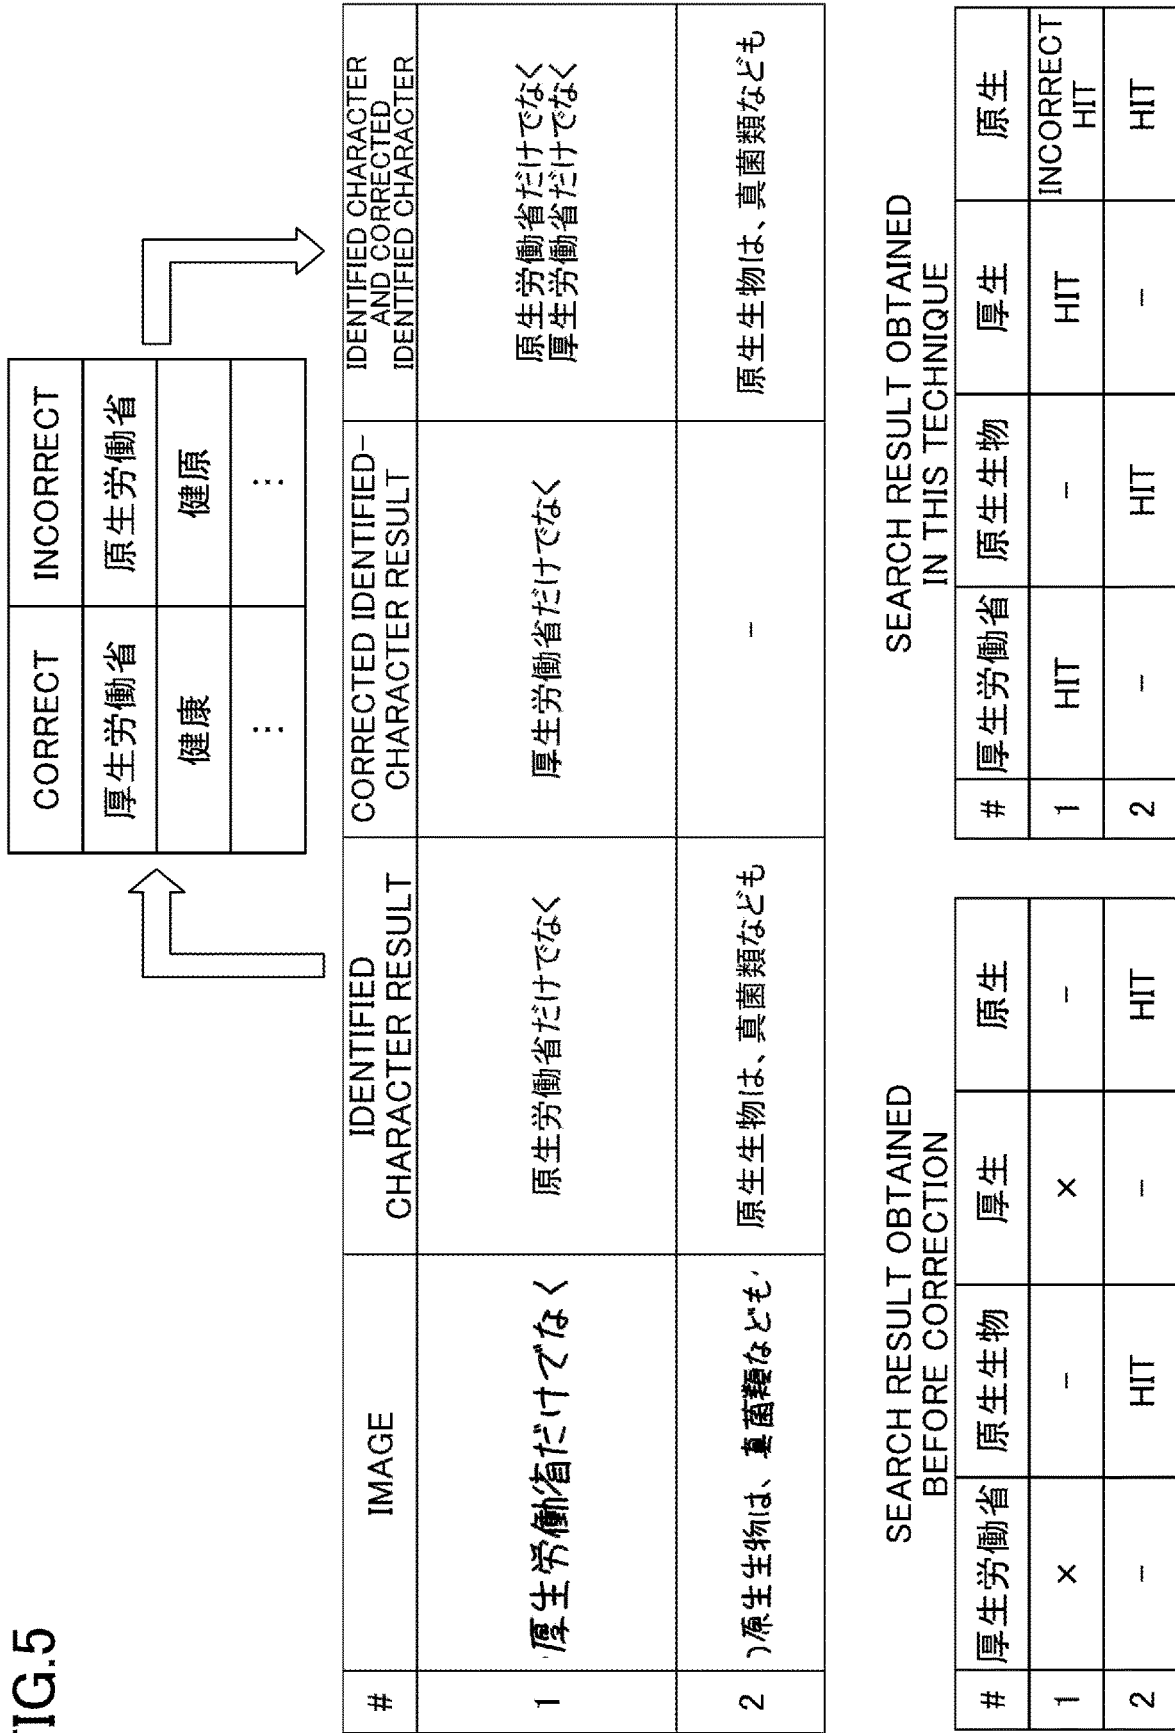 FIG.5
CORRECT INCORRECT
厚生労働省 原生労働省
健康 健原
⋮ ⋮
# IMAGE IDENTIFIED CHARACTER RESULT CORRECTED IDENTIFIED-CHARACTER RESULT IDENTIFIED CHARACTER AND CORRECTED IDENTIFIED CHARACTER
1 厚生労働省だけでなく 原生労働省だけでなく 厚生労働省だけでなく 原生労働省だけでなく
厚生労働省だけでなく
2 原生生物は、真菌類なども 原生生物は、真菌類なども - 原生生物は、真菌類なども
SEARCH RESULT OBTAINED
BEFORE CORRECTION
# 厚生労働省 原生生物 厚生 原生
1 × - × -
2 - HIT - HIT
SEARCH RESULT OBTAINED
IN THIS TECHNIQUE
# 厚生労働省 原生生物 厚生 原生
1 HIT - HIT INCORRECT HIT
2 - HIT - HIT